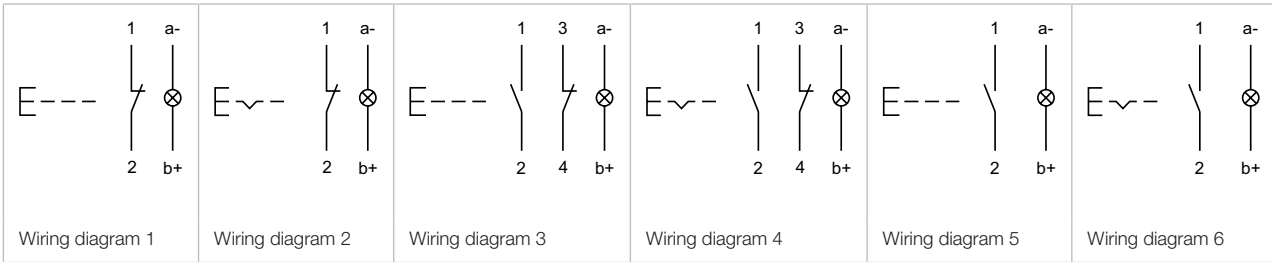 1 a- 1 a- 1 3 a- 1 3 a- 1 a- 1 a-
2 b+ 2 b+ 2 4 b+ 2 4 b+ 2 b+ 2 b+
Wiring diagram 1 Wiring diagram 2 Wiring diagram 3 Wiring diagram 4 Wiring diagram 5 Wiring diagram 6